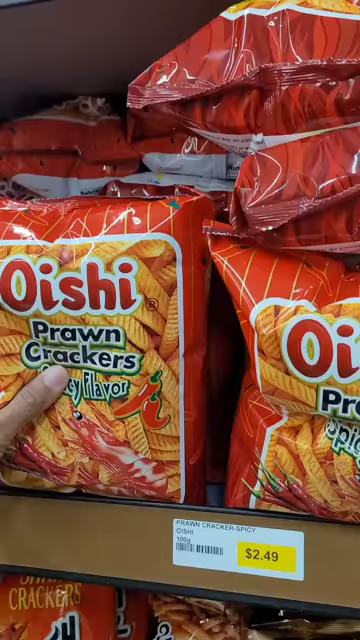 Oishi®
Prawn
Crackers
Flavor
Oi
Pr
PRAWN CRACKER-SPICY
OISHI
100g
$2.49
CRACKERS